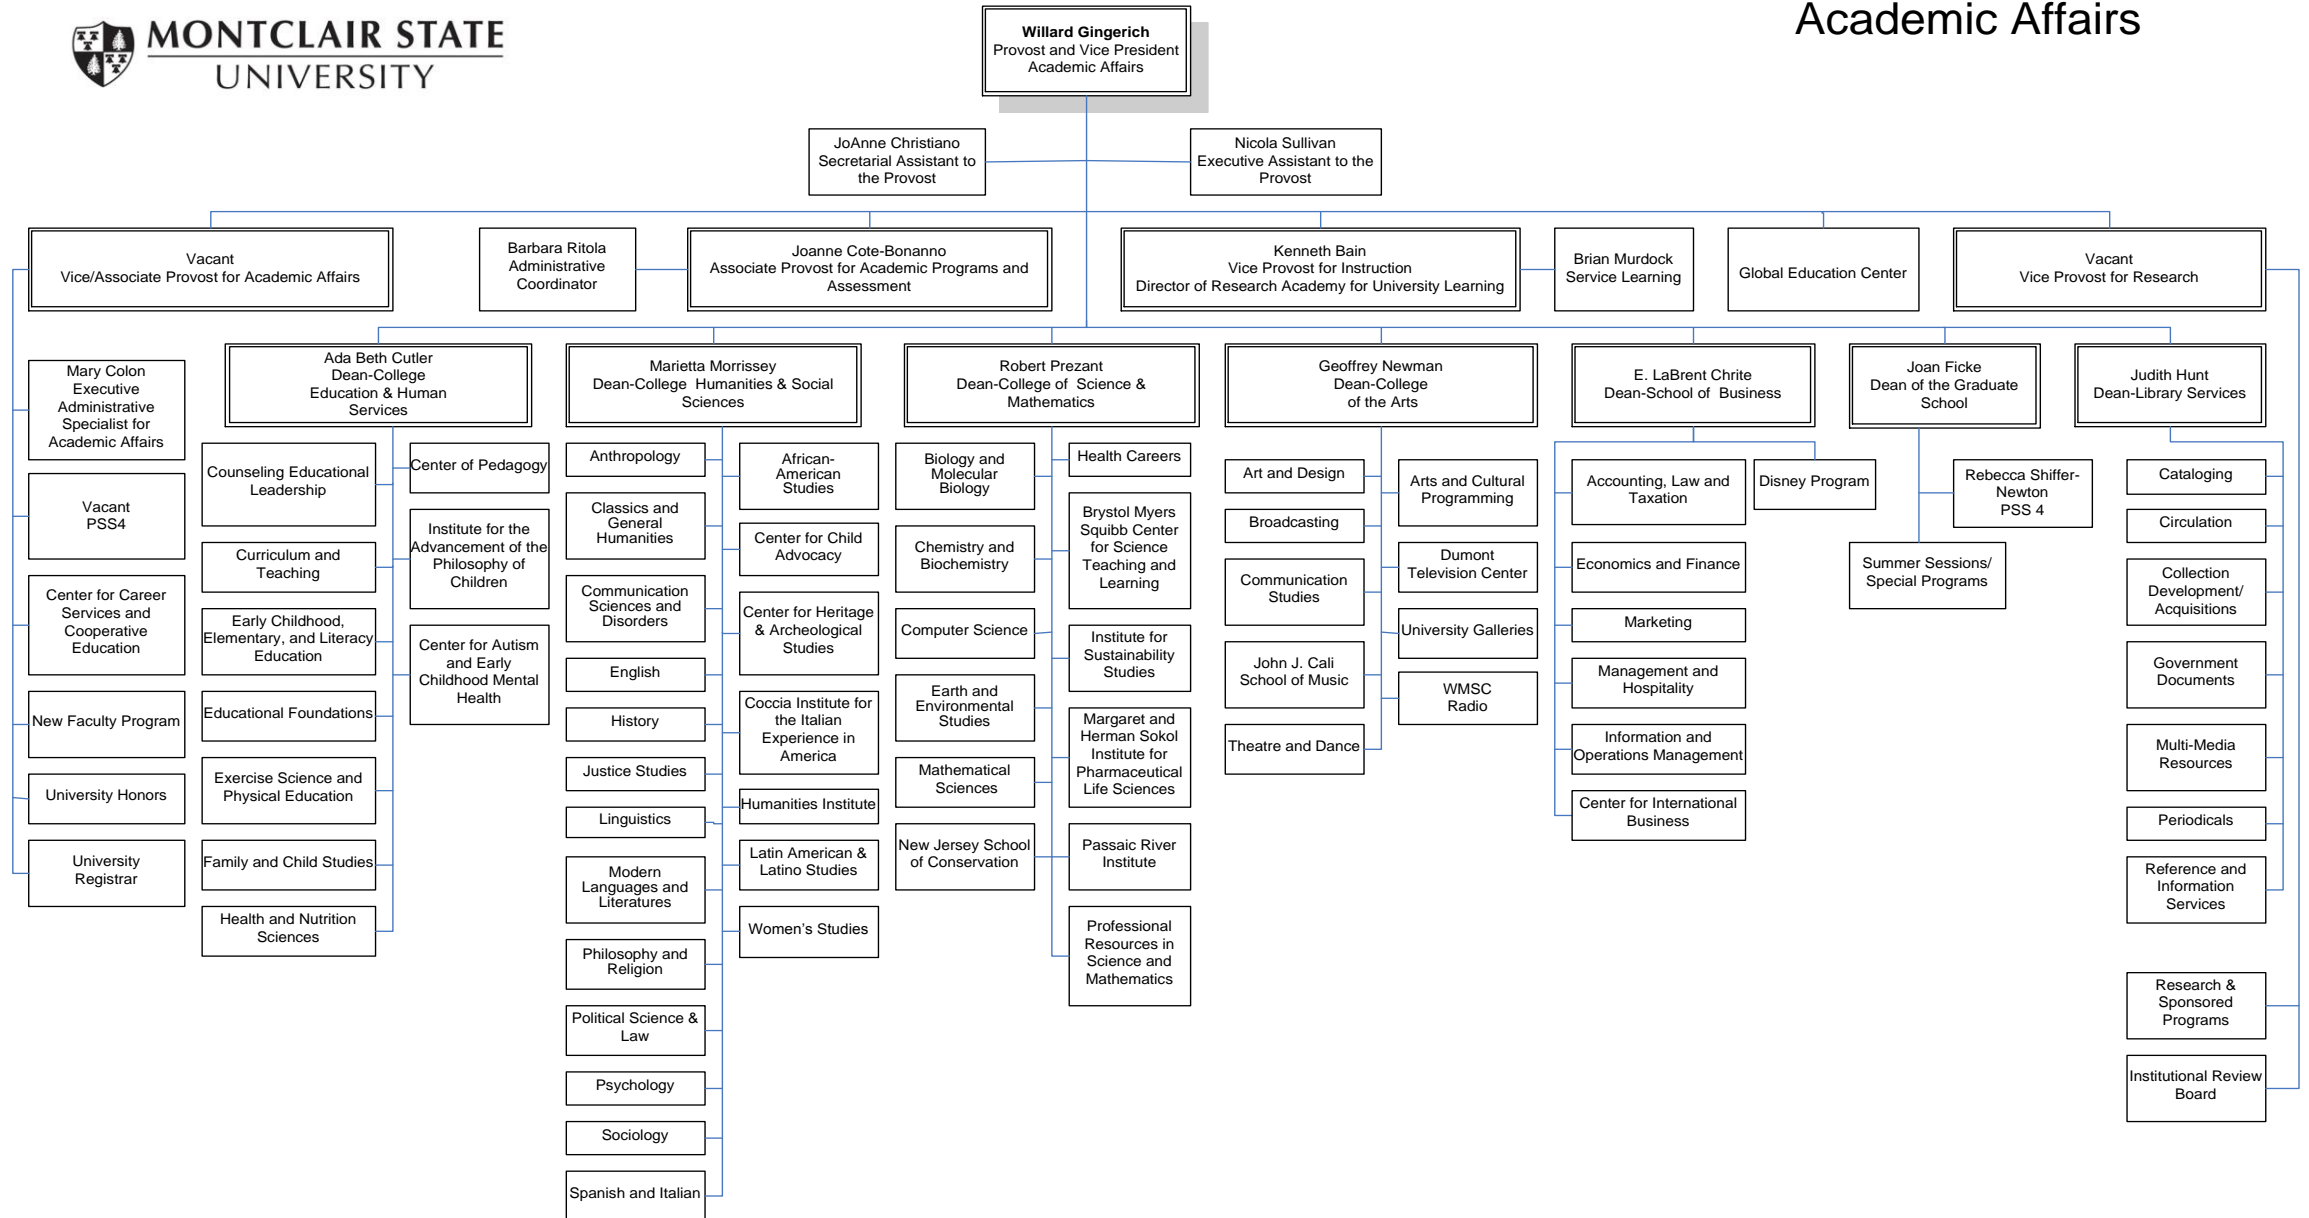 MONTCLAIR STATE
UNIVERSITY
Academic Affairs
Willard Gingerich
Provost and Vice President
Academic Affairs
JoAnne Christiano
Secretarial Assistant to
the Provost
Nicola Sullivan
Executive Assistant to the
Provost
Vacant
Vice/Associate Provost for Academic Affairs
Barbara Ritola
Administrative
Coordinator
Joanne Cote-Bonanno
Associate Provost for Academic Programs and
Assessment
Kenneth Bain
Vice Provost for Instruction
Director of Research Academy for University Learning
Brian Murdock
Service Learning
Global Education Center
Vacant
Vice Provost for Research
Mary Colon
Executive
Administrative
Specialist for
Academic Affairs
Vacant
PSS4
Center for Career
Services and
Cooperative
Education
New Faculty Program
University Honors
University
Registrar
Ada Beth Cutler
Dean-College
Education & Human
Services
Counseling Educational
Leadership
Curriculum and
Teaching
Early Childhood,
Elementary, and Literacy
Education
Educational Foundations
Exercise Science and
Physical Education
Family and Child Studies
Health and Nutrition
Sciences
Center of Pedagogy
Institute for the
Advancement of the
Philosophy of
Children
Center for Autism
and Early
Childhood Mental
Health
Marietta Morrissey
Dean-College Humanities & Social
Sciences
Anthropology
Classics and
General
Humanities
Communication
Sciences and
Disorders
English
History
Justice Studies
Linguistics
Modern
Languages and
Literatures
Philosophy and
Religion
Political Science &
Law
Psychology
Sociology
Spanish and Italian
African-
American
Studies
Center for Child
Advocacy
Center for Heritage
& Archeological
Studies
Coccia Institute for
the Italian
Experience in
America
Humanities Institute
Latin American &
Latino Studies
Women's Studies
Robert Prezant
Dean-College of Science &
Mathematics
Biology and
Molecular
Biology
Chemistry and
Biochemistry
Computer Science
Earth and
Environmental
Studies
Mathematical
Sciences
New Jersey School
of Conservation
Health Careers
Brystol Myers
Squibb Center
for Science
Teaching and
Learning
Institute for
Sustainability
Studies
Margaret and
Herman Sokol
Institute for
Pharmaceutical
Life Sciences
Passaic River
Institute
Professional
Resources in
Science and
Mathematics
Geoffrey Newman
Dean-College
of the Arts
Art and Design
Broadcasting
Communication
Studies
John J. Cali
School of Music
Theatre and Dance
Arts and Cultural
Programming
Dumont
Television Center
University Galleries
WMSC
Radio
E. LaBrent Chrite
Dean-School of Business
Accounting, Law and
Taxation
Economics and Finance
Marketing
Management and
Hospitality
Information and
Operations Management
Center for International
Business
Disney Program
Joan Ficke
Dean of the Graduate
School
Rebecca Shiffer-
Newton
PSS 4
Summer Sessions/
Special Programs
Judith Hunt
Dean-Library Services
Cataloging
Circulation
Collection
Development/
Acquisitions
Government
Documents
Multi-Media
Resources
Periodicals
Reference and
Information
Services
Research &
Sponsored
Programs
Institutional Review
Board